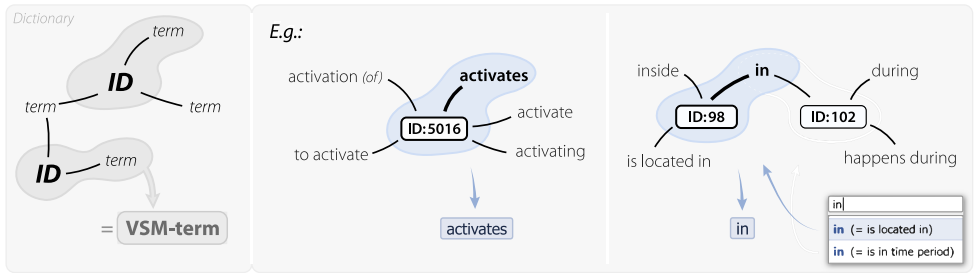 Dictionary
term
ID
term
term
ID
term
= VSM-term
E.g.:
activation (of)
activates
ID:5016
activate
to activate
activating
activates
inside
in
during
ID:98
ID:102
is located in
happens during
in
in
in (= is located in)
in (= is in time period)